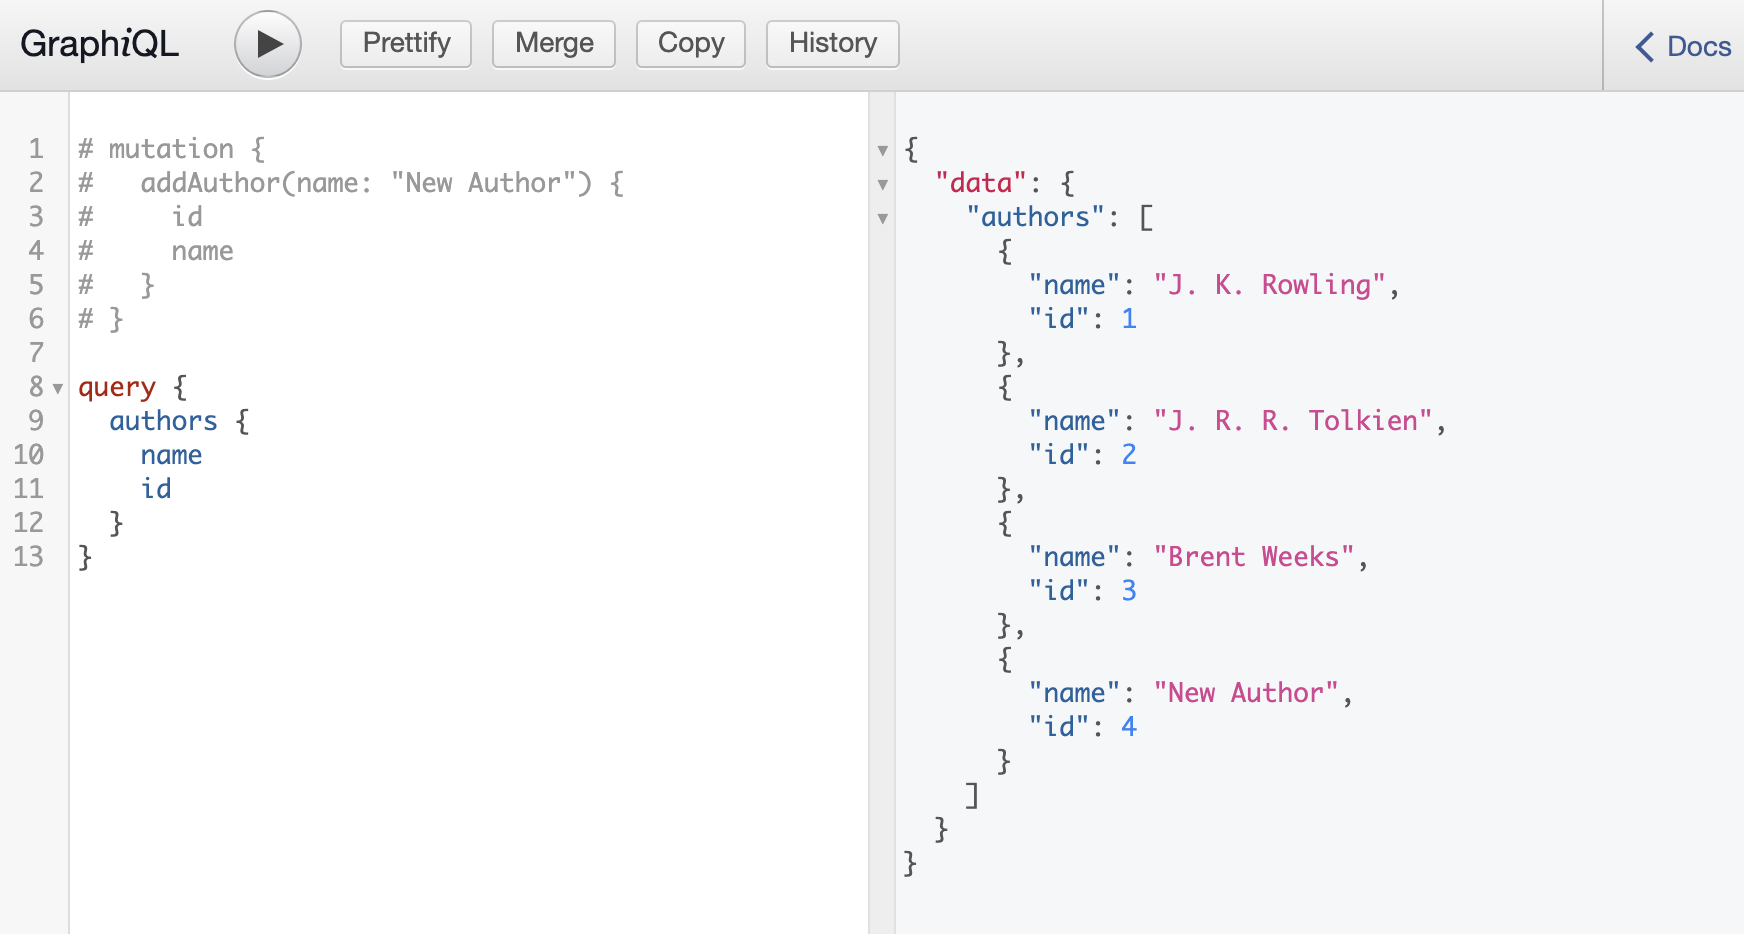 GraphiQL Prettify Merge Copy History Docs
1 # mutation {
2 #   addAuthor(name: "New Author") {
3 #     id
4 #     name
5 #   }
6 # }
7
8 query {
9   authors {
10     name
11     id
12   }
13 }
{
  "data": {
    "authors": [
      {
        "name": "J. K. Rowling",
        "id": 1
      },
      {
        "name": "J. R. R. Tolkien",
        "id": 2
      },
      {
        "name": "Brent Weeks",
        "id": 3
      },
      {
        "name": "New Author",
        "id": 4
      }
    ]
  }
}